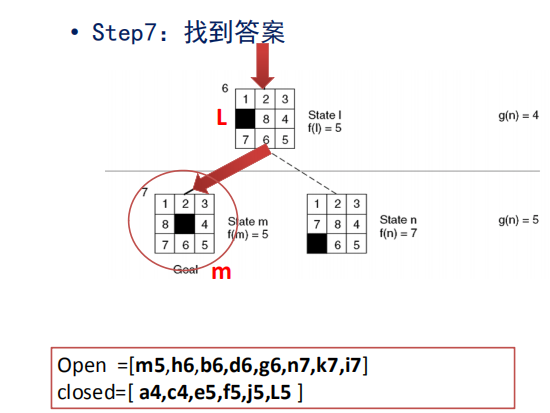 • Step7: 找到答案
6
1 2 3
8 4
7 6 5
L
State l
f(l) = 5
g(n) = 4
7
1 2 3
8 4
7 6 5
State m
f(m) = 5
Goal
m
1 2 3
7 8 4
6 5
State n
f(n) = 7
g(n) = 5
Open =[m5,h6,b6,d6,g6,n7,k7,i7]
closed=[ a4,c4,e5,f5,j5,L5 ]